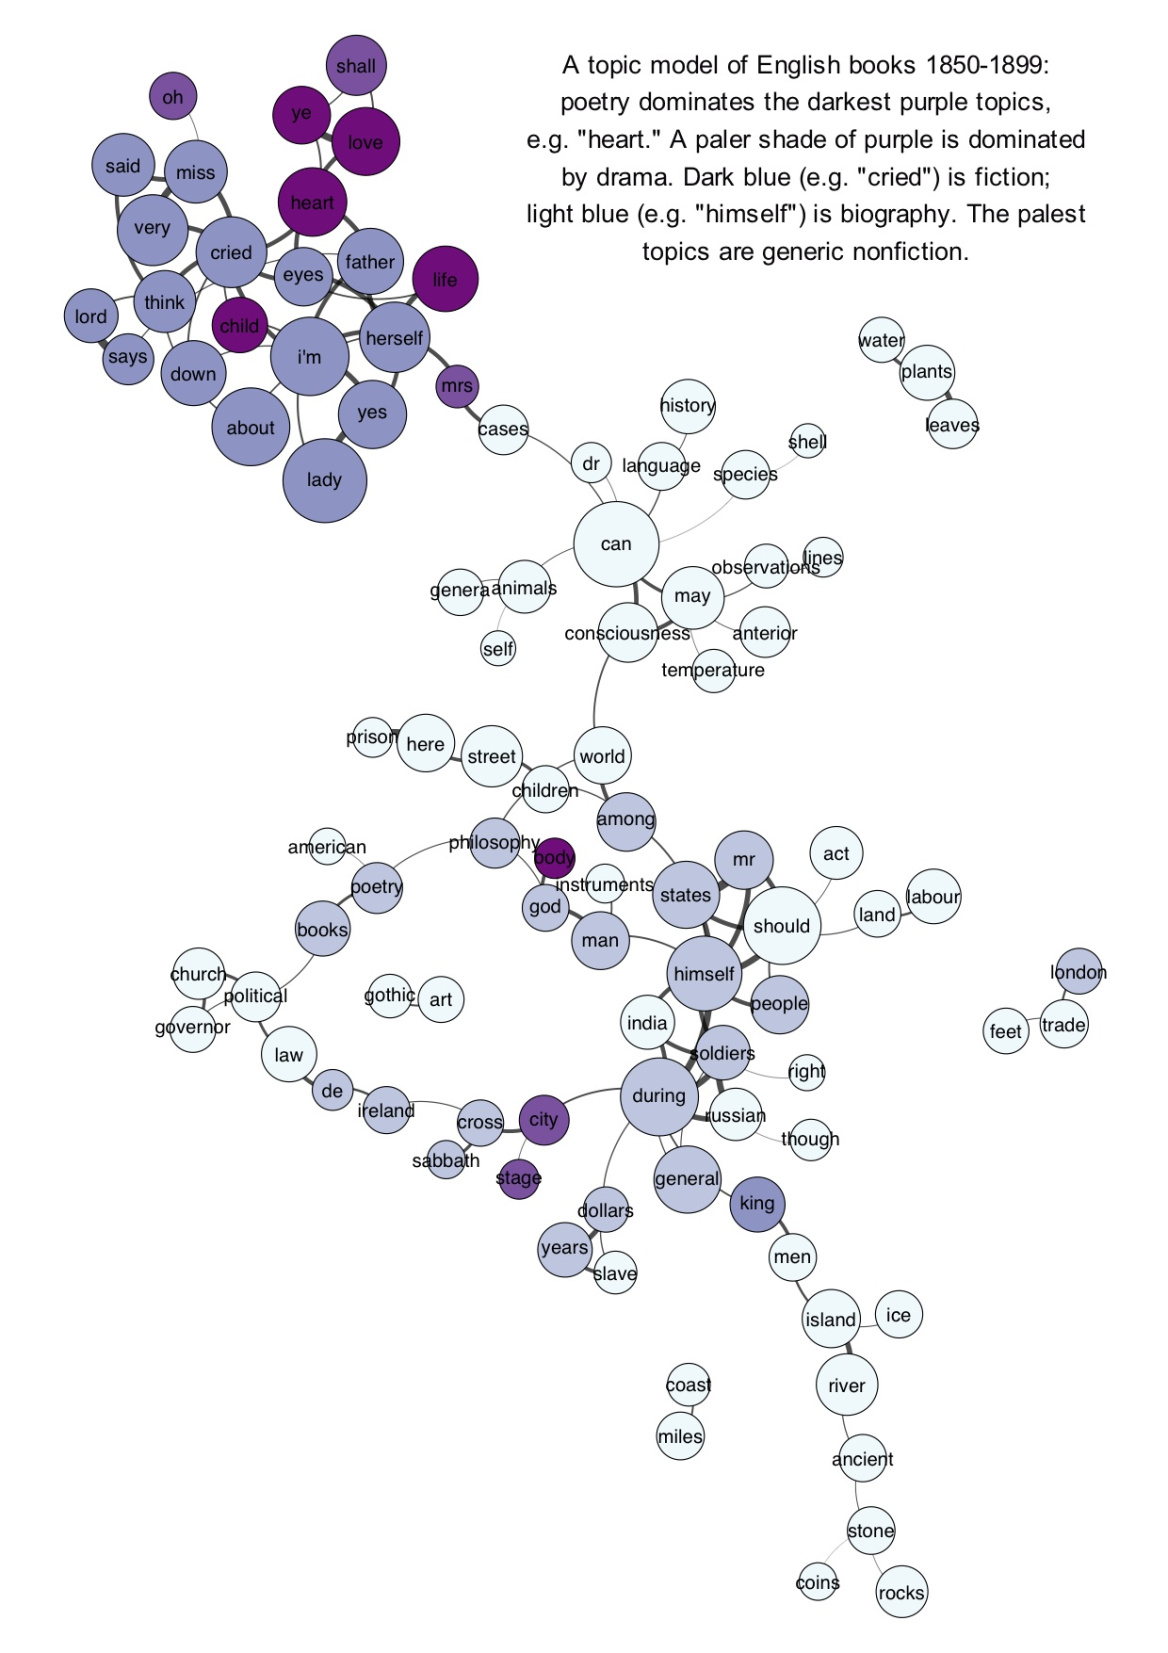 A topic model of English books 1850-1899:
poetry dominates the darkest purple topics,
e.g. "heart." A paler shade of purple is dominated
by drama. Dark blue (e.g. "cried") is fiction;
light blue (e.g. "himself") is biography. The palest
topics are generic nonfiction.
shall
oh
ye
love
said
miss
heart
very
cried
father
eyes
life
think
lord
child
herself
says
i'm
down
mrs
yes
about
lady
water
plants
leaves
history
cases
shell
dr
language
species
can
observations
lines
genera
animals
may
consciousness
anterior
self
temperature
prison
here
street
world
children
among
american
philosophy
body
mr
act
poetry
instruments
states
labour
god
land
books
man
should
church
himself
london
political
gothic
art
people
governor
india
feet
trade
law
soldiers
right
de
during
ireland
cross
city
russian
though
sabbath
stage
general
dollars
king
years
men
slave
island
ice
coast
river
miles
ancient
stone
coins
rocks